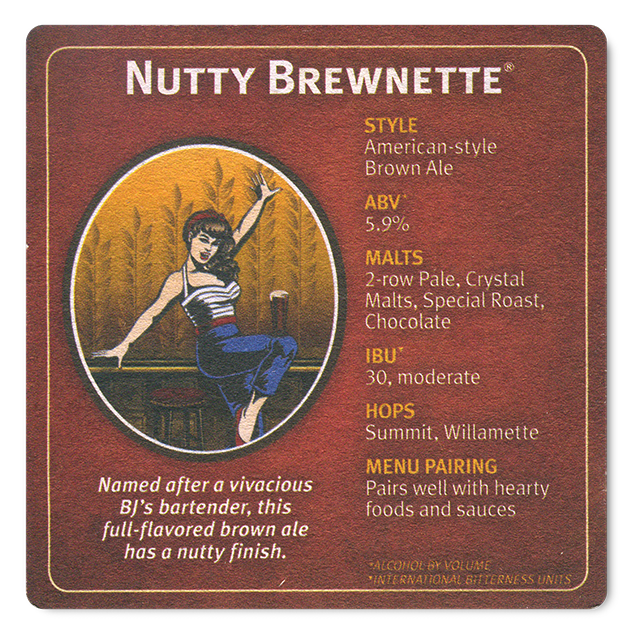 NUTTY BREWNETTE®
STYLE
American-style
Brown Ale
ABV*
5.9%
MALTS
2-row Pale, Crystal
Malts, Special Roast,
Chocolate
IBU*
30, moderate
HOPS
Summit, Willamette
MENU PAIRING
Pairs well with hearty
foods and sauces
Named after a vivacious
BJ's bartender, this
full-flavored brown ale
has a nutty finish.
*ALCOHOL BY VOLUME
*INTERNATIONAL BITTERNESS UNITS